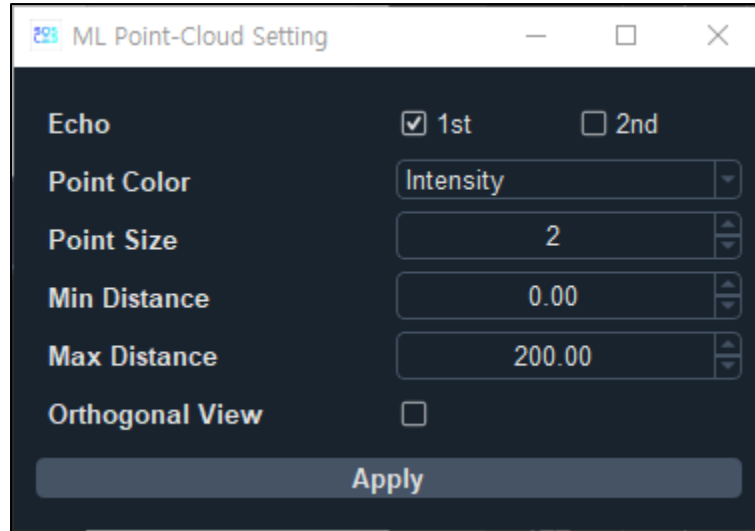 ML Point-Cloud Setting
Echo 1st 2nd
Point Color Intensity
Point Size 2
Min Distance 0.00
Max Distance 200.00
Orthogonal View
Apply